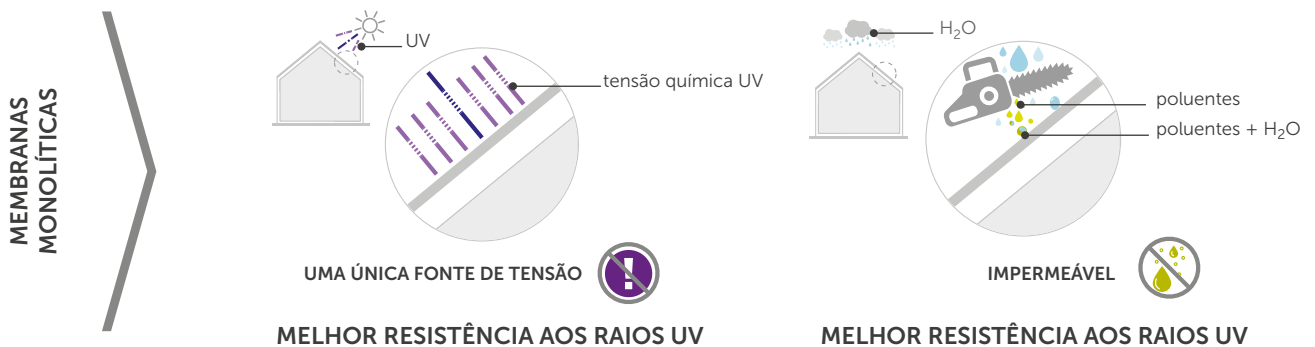 MEMBRANAS
MONOLÍTICAS
UV
tensão química UV
UMA ÚNICA FONTE DE TENSÃO
!
MELHOR RESISTÊNCIA AOS RAIOS UV
H₂O
poluentes
poluentes + H₂O
IMPERMEÁVEL
MELHOR RESISTÊNCIA AOS RAIOS UV